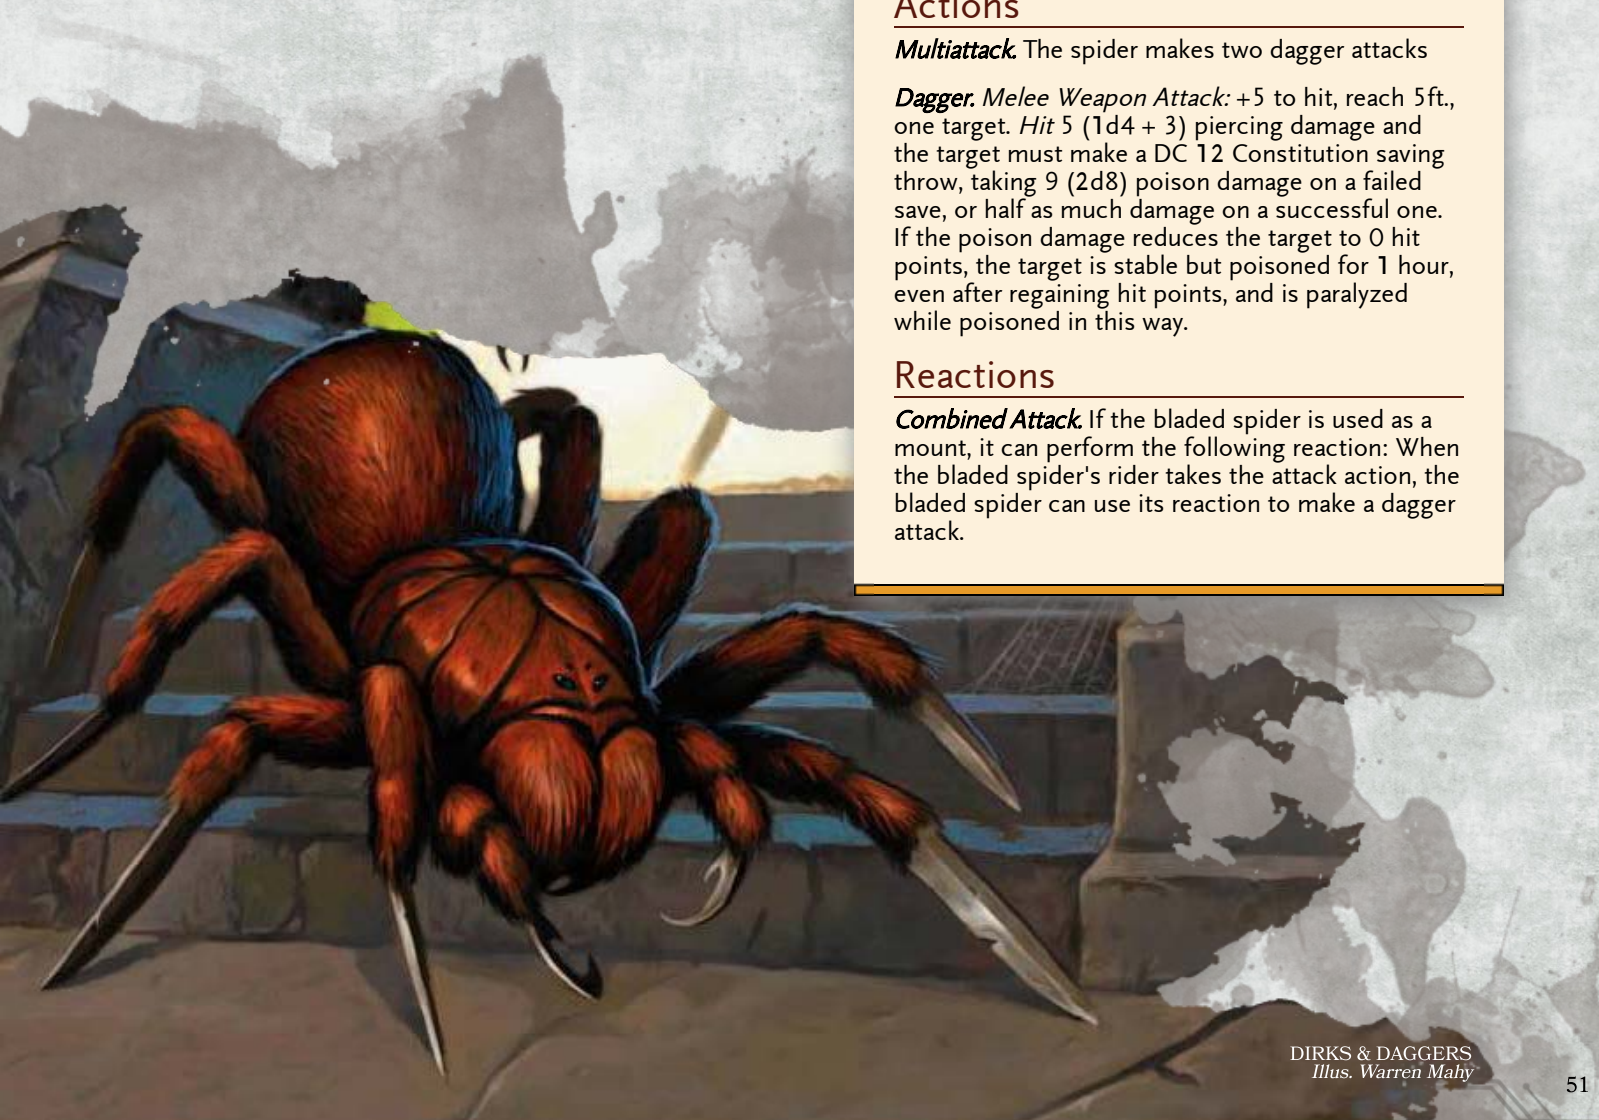 Actions
Multiattack. The spider makes two dagger attacks
Dagger. Melee Weapon Attack: +5 to hit, reach 5ft.,
one target. Hit 5 (1d4 + 3) piercing damage and
the target must make a DC 12 Constitution saving
throw, taking 9 (2d8) poison damage on a failed
save, or half as much damage on a successful one.
If the poison damage reduces the target to 0 hit
points, the target is stable but poisoned for 1 hour,
even after regaining hit points, and is paralyzed
while poisoned in this way.
Reactions
Combined Attack. If the bladed spider is used as a
mount, it can perform the following reaction: When
the bladed spider's rider takes the attack action, the
bladed spider can use its reaction to make a dagger
attack.
DIRKS & DAGGERS
Illus. Warren Mahy
51